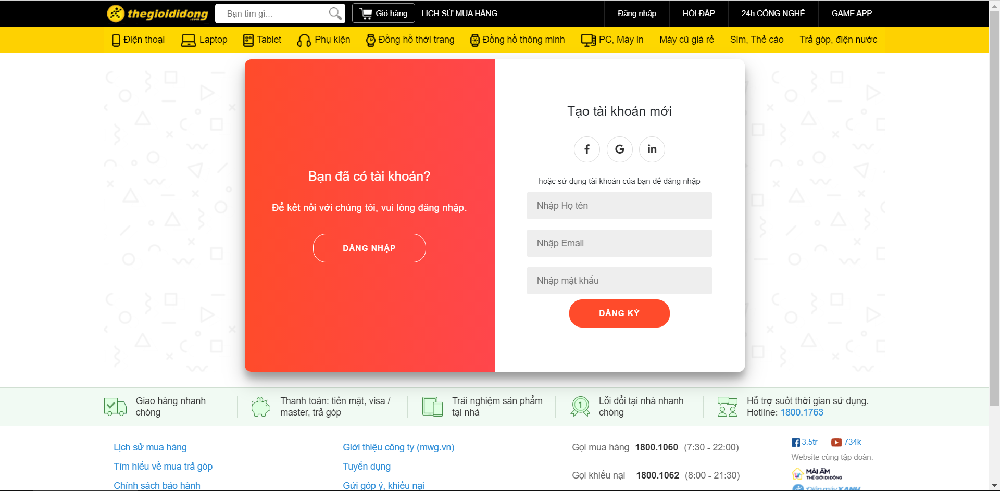 thegioididong
.com
Bạn tìm gì...
Giỏ hàng
LỊCH SỬ MUA HÀNG
Đăng nhập
HỎI ĐÁP
24h CÔNG NGHỆ
GAME APP
Điện thoại
Laptop
Tablet
Phụ kiện
Đồng hồ thời trang
Đồng hồ thông minh
PC, Máy in
Máy cũ giá rẻ
Sim, Thẻ cào
Trả góp, điện nước
Bạn đã có tài khoản?
Để kết nối với chúng tôi, vui lòng đăng nhập.
ĐĂNG NHẬP
Tạo tài khoản mới
f
G
in
hoặc sử dụng tài khoản của bạn để đăng nhập
Nhập Họ tên
Nhập Email
Nhập mật khẩu
ĐĂNG KÝ
Giao hàng nhanh
chóng
1
Thanh toán: tiền mặt, visa /
master, trả góp
Trải nghiệm sản phẩm
tại nhà
1
Lỗi đổi tại nhà nhanh
chóng
Hỗ trợ suốt thời gian sử dụng.
Hotline: 1800.1763
Lịch sử mua hàng
Tìm hiểu về mua trả góp
Chính sách bảo hành
Giới thiệu công ty (mwg.vn)
Tuyển dụng
Gửi góp ý, khiếu nại
Gọi mua hàng 1800.1060 (7:30 - 22:00)
Gọi khiếu nại 1800.1062 (8:00 - 21:30)
3.5tr
734k
Website cùng tập đoàn:
MÁI ẤM
THẾ GIỚI DI ĐỘNG
Điện máy XANH